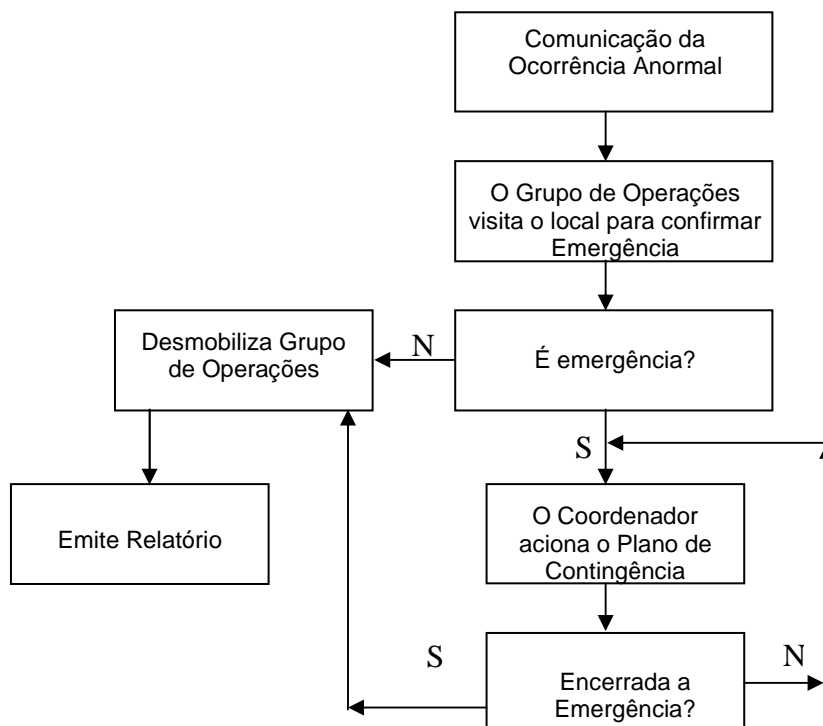 Comunicação da
Ocorrência Anormal
O Grupo de Operações
visita o local para confirmar
Emergência
Desmobiliza Grupo
de Operações
N
É emergência?
S
Emite Relatório
O Coordenador
aciona o Plano de
Contingência
S
Encerrada a
Emergência?
N